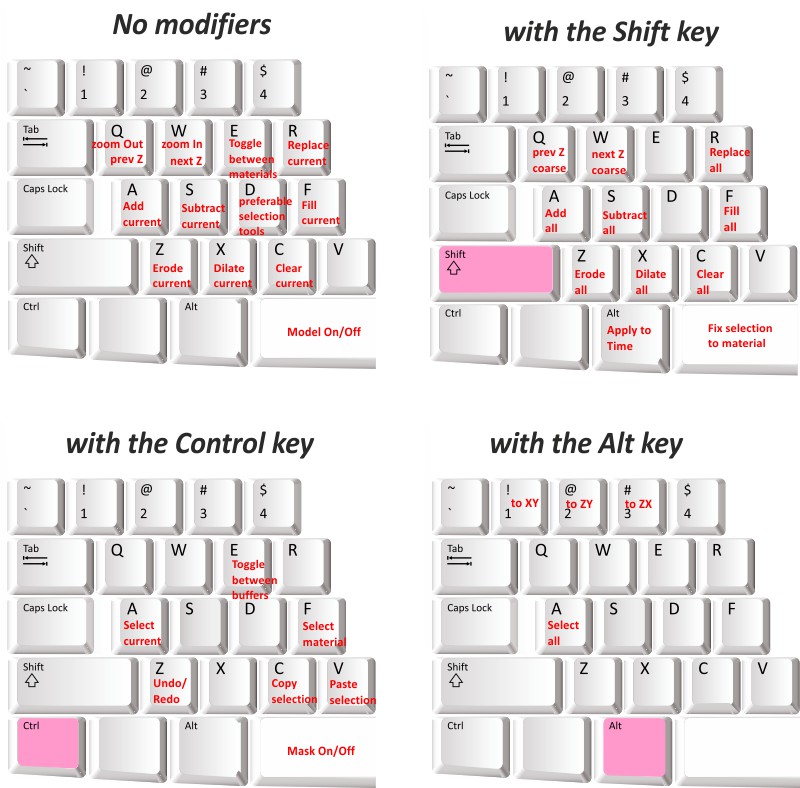 No modifiers
~ ! @ # $
` 1 2 3 4
Tab Q W E R
zoom Out zoom In Toggle Replace
prev Z next Z between current
materials
Caps Lock A S D F
Add Subtract preferable Fill
current current selection current
tools
Shift Z X C V
Erode Dilate Clear
current current current
Ctrl Alt
Model On/Off
with the Shift key
~ ! @ # $
` 1 2 3 4
Tab Q W E R
prev Z next Z Replace
coarse coarse all
Caps Lock A S D F
Add Subtract Fill
all all all
Shift Z X C V
Erode Dilate Clear
all all all
Ctrl Alt
Apply to Fix selection
Time to material
with the Control key
~ ! @ # $
` 1 2 3 4
Tab Q W E R
Toggle
between
buffers
Caps Lock A S D F
Select Select
current material
Shift Z X C V
Undo/ Copy Paste
Redo selection selection
Ctrl Alt
Mask On/Off
with the Alt key
~ ! @ # $
to XY to ZY to ZX
` 1 2 3 4
Tab Q W E R
Caps Lock A S D F
Select
all
Shift Z X C V
Ctrl Alt